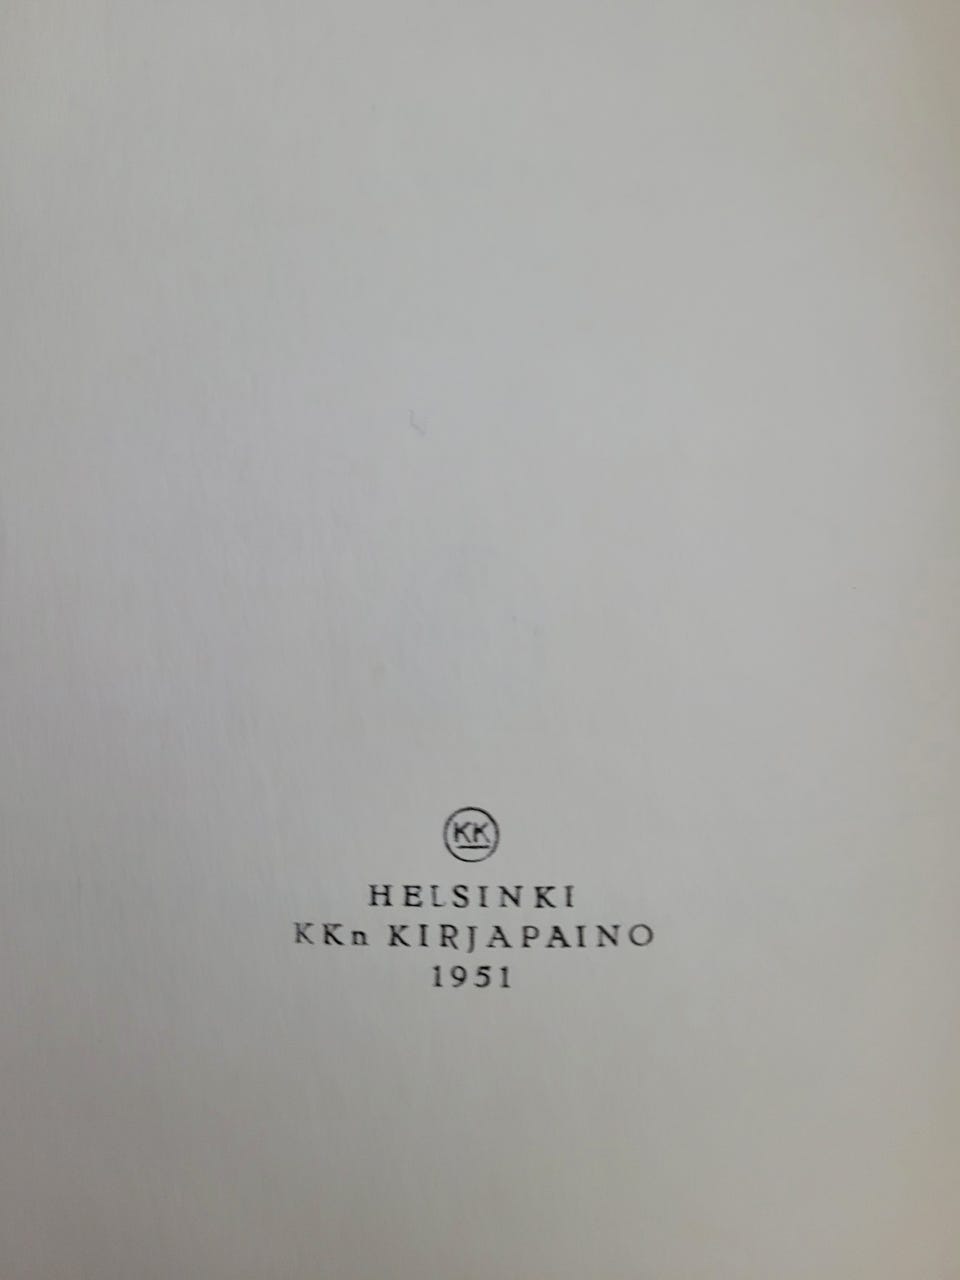 KK
HELSINKI
KKn KIRJAPAINO
1951